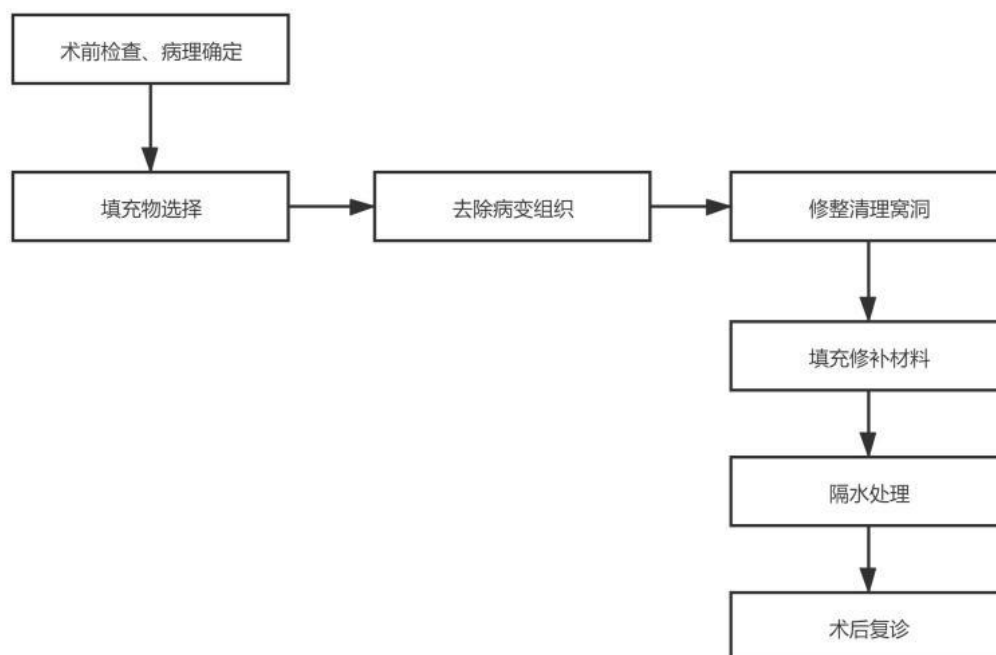 术前检查、病理确定
填充物选择
去除病变组织
修整清理窝洞
填充修补材料
隔水处理
术后复诊